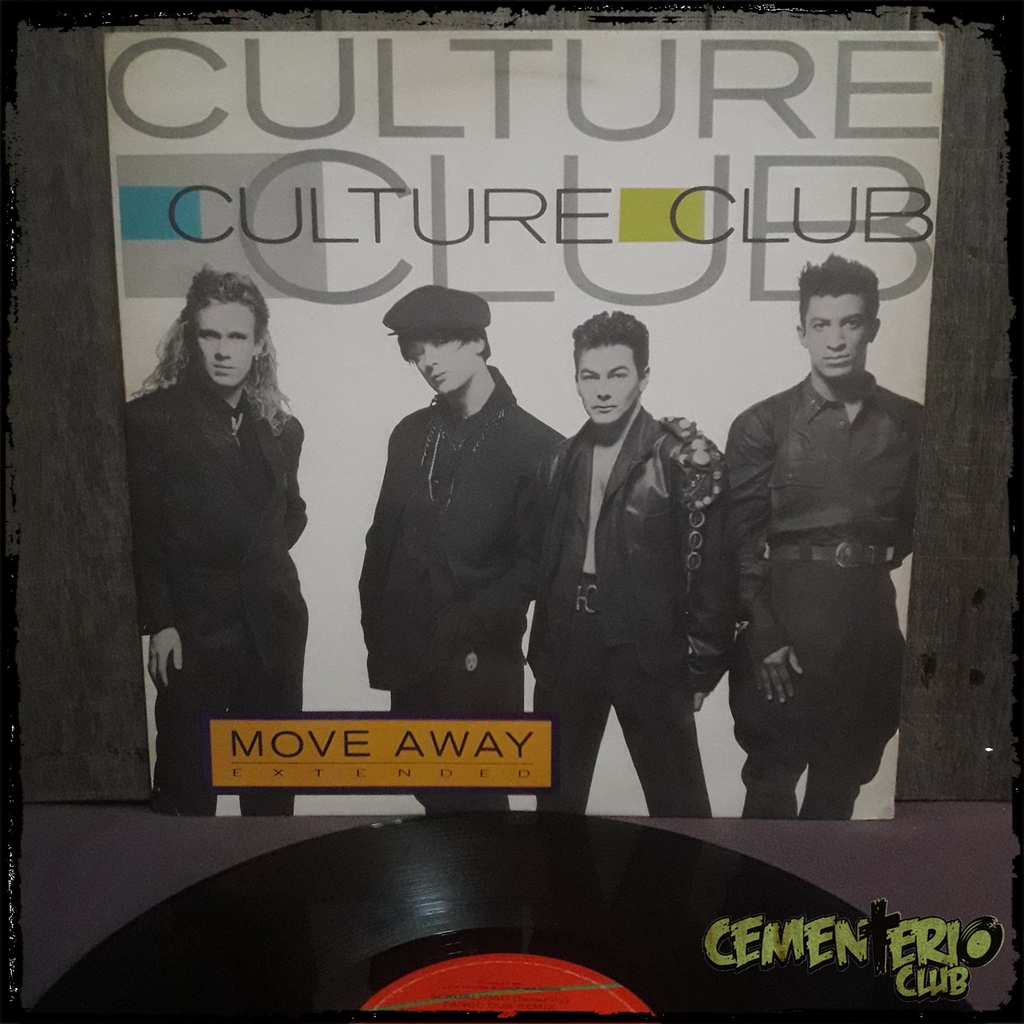 CULTURE
CLUB
CULTURE CLUB
MOVE AWAY
EXTENDED
CEMENTERIO
CLUB